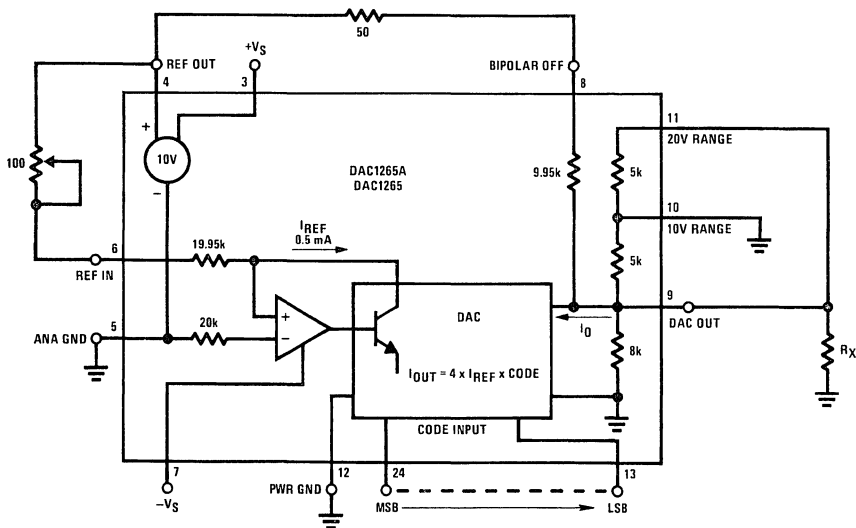 50
+VS
REF OUT
BIPOLAR OFF
4
3
8
11
20V RANGE
+
10V
100
DAC1265A
DAC1265
9.95k
5k
−
10
10V RANGE
IREF
0.5 mA
6
19.95k
5k
REF IN
+
DAC
9
5
20k
−
IO
DAC OUT
ANA GND
8k
RX
IOUT = 4 x IREF x CODE
CODE INPUT
7
12
24
13
−VS
PWR GND
MSB
LSB